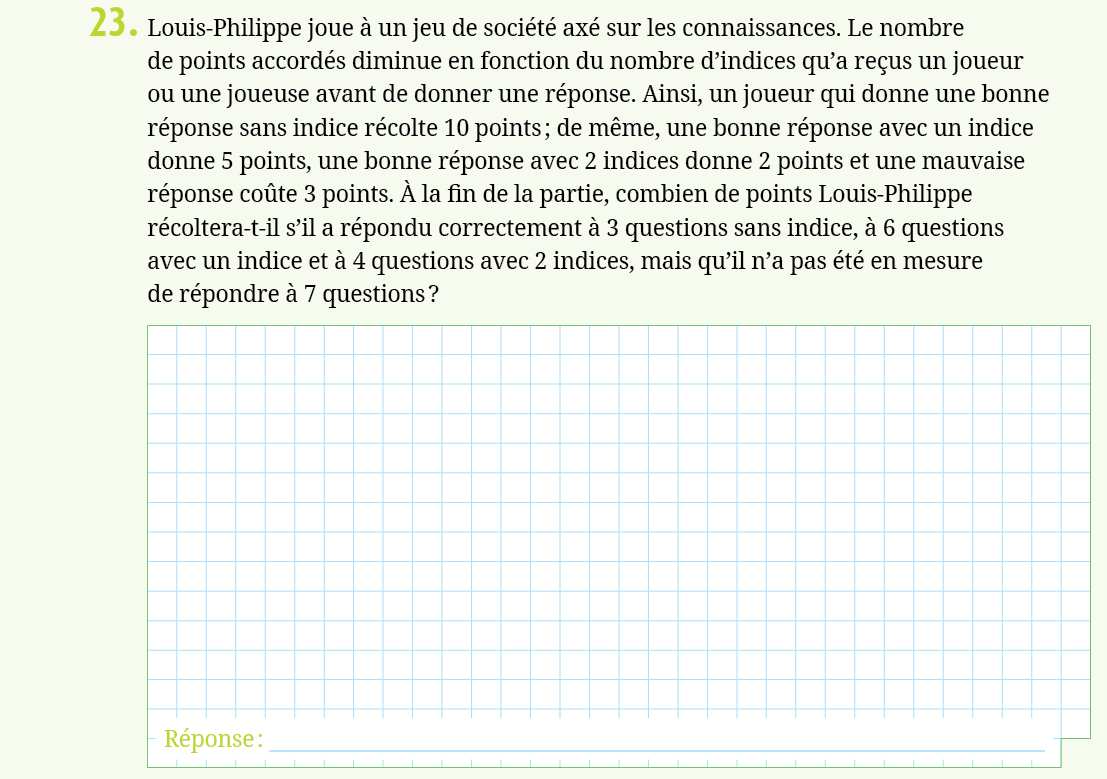 23. Louis-Philippe joue à un jeu de société axé sur les connaissances. Le nombre
de points accordés diminue en fonction du nombre d’indices qu’a reçus un joueur
ou une joueuse avant de donner une réponse. Ainsi, un joueur qui donne une bonne
réponse sans indice récolte 10 points ; de même, une bonne réponse avec un indice
donne 5 points, une bonne réponse avec 2 indices donne 2 points et une mauvaise
réponse coûte 3 points. À la fin de la partie, combien de points Louis-Philippe
récoltera-t-il s’il a répondu correctement à 3 questions sans indice, à 6 questions
avec un indice et à 4 questions avec 2 indices, mais qu’il n’a pas été en mesure
de répondre à 7 questions ?
Réponse :